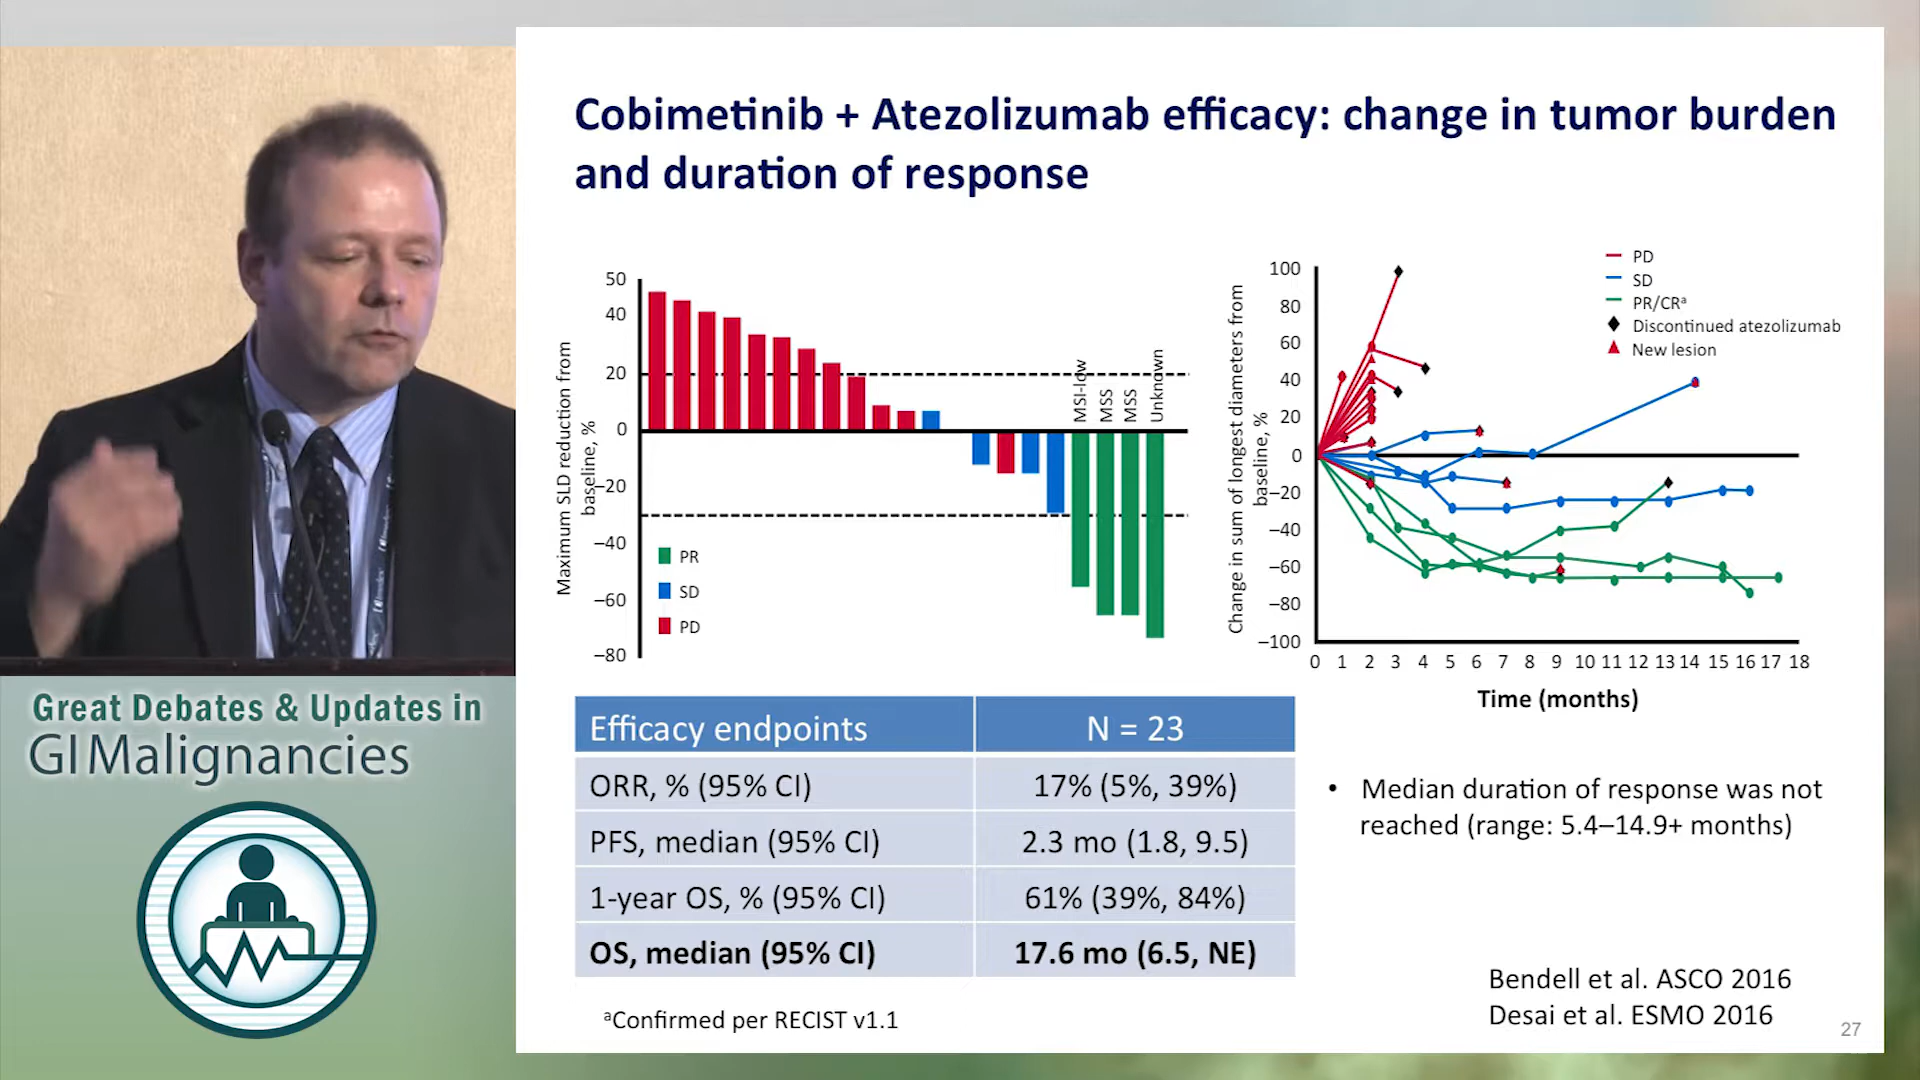 Cobimetinib + Atezolizumab efficacy: change in tumor burden
and duration of response
Maximum SLD reduction from
baseline, %
50
40
20
0
–20
–40
–60
–80
MSI-low
MSS
MSS
Unknown
PR
SD
PD
Change in sum of longest diameters from
baseline, %
100
80
60
40
20
0
–20
–40
–60
–80
–100
0 1 2 3 4 5 6 7 8 9 10 11 12 13 14 15 16 17 18
Time (months)
PD
SD
PR/CRᵃ
Discontinued atezolizumab
New lesion
Efficacy endpoints N = 23
ORR, % (95% CI) 17% (5%, 39%)
PFS, median (95% CI) 2.3 mo (1.8, 9.5)
1-year OS, % (95% CI) 61% (39%, 84%)
OS, median (95% CI) 17.6 mo (6.5, NE)
ᵃConfirmed per RECIST v1.1
• Median duration of response was not
reached (range: 5.4–14.9+ months)
Bendell et al. ASCO 2016
Desai et al. ESMO 2016
27
Great Debates & Updates in
GI Malignancies